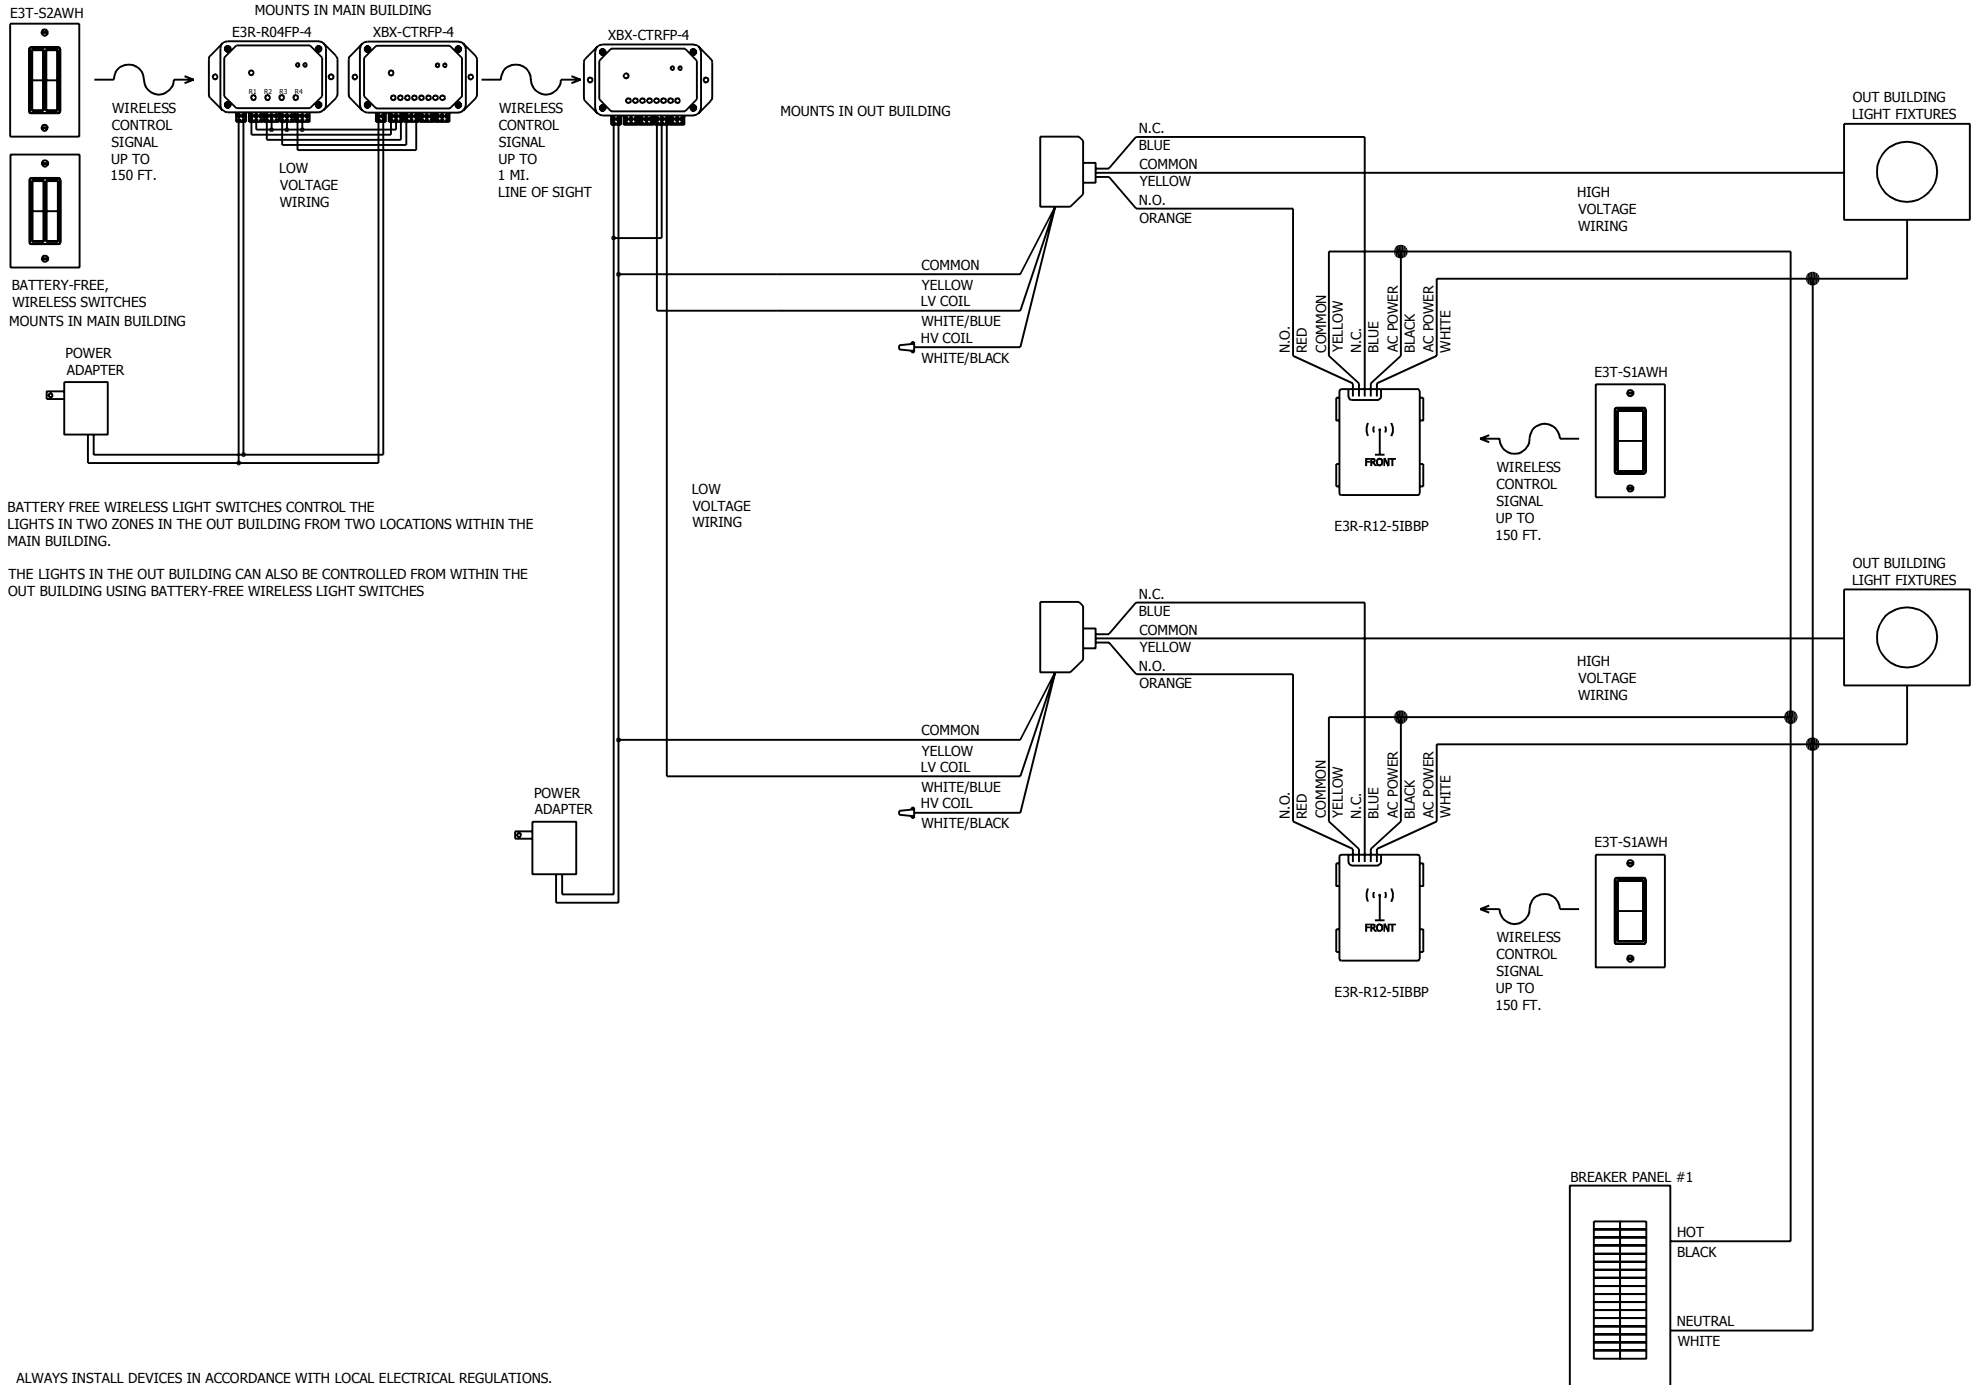 E3T-S2AWH
MOUNTS IN MAIN BUILDING
E3R-R04FP-4
XBX-CTRFP-4
XBX-CTRFP-4
R1 R2 R3 R4
WIRELESS
CONTROL
SIGNAL
UP TO
150 FT.
LOW
VOLTAGE
WIRING
WIRELESS
CONTROL
SIGNAL
UP TO
1 MI.
LINE OF SIGHT
MOUNTS IN OUT BUILDING
BATTERY-FREE,
WIRELESS SWITCHES
MOUNTS IN MAIN BUILDING
POWER
ADAPTER
BATTERY FREE WIRELESS LIGHT SWITCHES CONTROL THE
LIGHTS IN TWO ZONES IN THE OUT BUILDING FROM TWO LOCATIONS WITHIN THE
MAIN BUILDING.
THE LIGHTS IN THE OUT BUILDING CAN ALSO BE CONTROLLED FROM WITHIN THE
OUT BUILDING USING BATTERY-FREE WIRELESS LIGHT SWITCHES
LOW
VOLTAGE
WIRING
N.C.
BLUE
COMMON
YELLOW
N.O.
ORANGE
COMMON
YELLOW
LV COIL
WHITE/BLUE
HV COIL
WHITE/BLACK
HIGH
VOLTAGE
WIRING
OUT BUILDING
LIGHT FIXTURES
N.O.
RED
COMMON
YELLOW
N.C.
BLUE
AC POWER
BLACK
AC POWER
WHITE
FRONT
E3R-R12-5IBBP
WIRELESS
CONTROL
SIGNAL
UP TO
150 FT.
E3T-S1AWH
N.C.
BLUE
COMMON
YELLOW
N.O.
ORANGE
COMMON
YELLOW
LV COIL
WHITE/BLUE
HV COIL
WHITE/BLACK
HIGH
VOLTAGE
WIRING
OUT BUILDING
LIGHT FIXTURES
POWER
ADAPTER
N.O.
RED
COMMON
YELLOW
N.C.
BLUE
AC POWER
BLACK
AC POWER
WHITE
FRONT
E3R-R12-5IBBP
WIRELESS
CONTROL
SIGNAL
UP TO
150 FT.
E3T-S1AWH
BREAKER PANEL #1
HOT
BLACK
NEUTRAL
WHITE
ALWAYS INSTALL DEVICES IN ACCORDANCE WITH LOCAL ELECTRICAL REGULATIONS.